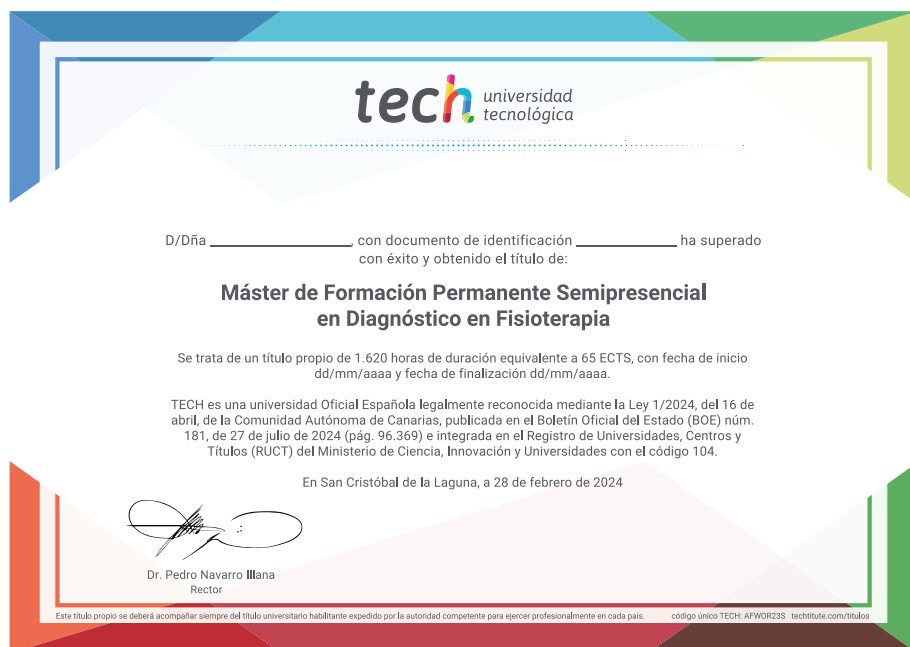 tech universidad
tecnológica
D/Dña ______________, con documento de identificación __________ ha superado
con éxito y obtenido el título de:
Máster de Formación Permanente Semipresencial
en Diagnóstico en Fisioterapia
Se trata de un título propio de 1.620 horas de duración equivalente a 65 ECTS, con fecha de inicio
dd/mm/aaaa y fecha de finalización dd/mm/aaaa.
TECH es una universidad Oficial Española legalmente reconocida mediante la Ley 1/2024, del 16 de
abril, de la Comunidad Autónoma de Canarias, publicada en el Boletín Oficial del Estado (BOE) núm.
181, de 27 de julio de 2024 (pág. 96.369) e integrada en el Registro de Universidades, Centros y
Títulos (RUCT) del Ministerio de Ciencia, Innovación y Universidades con el código 104.
En San Cristóbal de la Laguna, a 28 de febrero de 2024
Dr. Pedro Navarro Illana
Rector
Este título propio se deberá acompañar siempre del título universitario habilitante expedido por la autoridad competente para ejercer profesionalmente en cada país. código único TECH: AFWOR23S techtitute.com/titulos